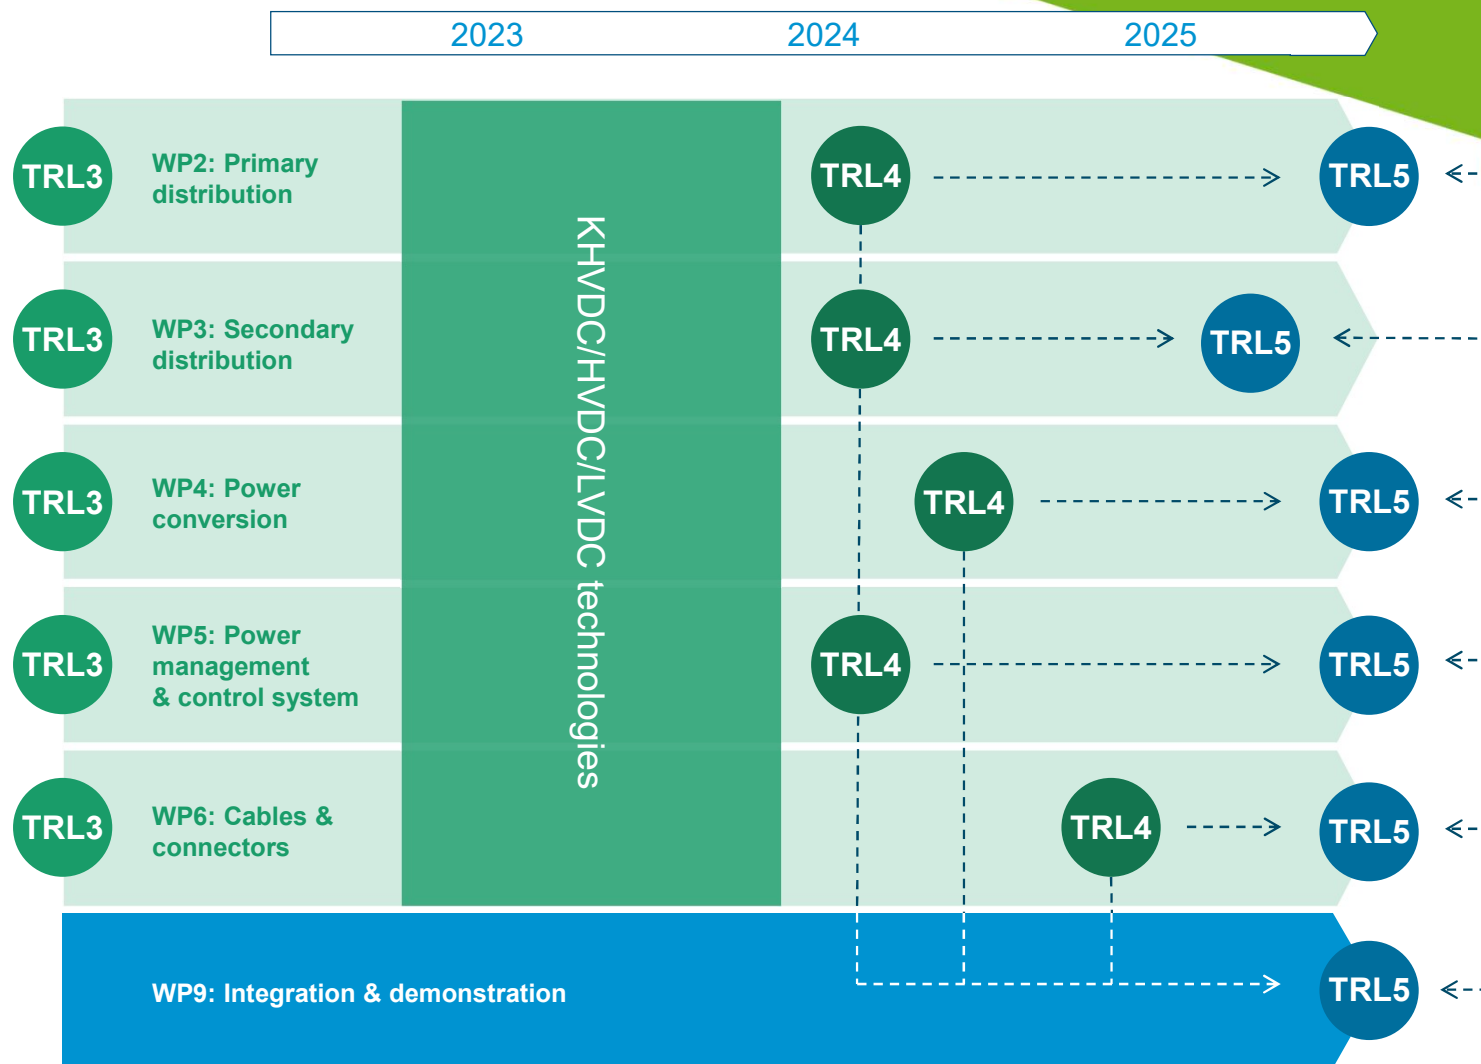 2023 2024 2025
TRL3 WP2: Primary
distribution
TRL4 TRL5
TRL3 WP3: Secondary
distribution
TRL4 TRL5
TRL3 WP4: Power
conversion
TRL4 TRL5
TRL3 WP5: Power
management
& control system
TRL4 TRL5
TRL3 WP6: Cables &
connectors
TRL4 TRL5
KHVDC/HVDC/LVDC technologies
WP9: Integration & demonstration TRL5